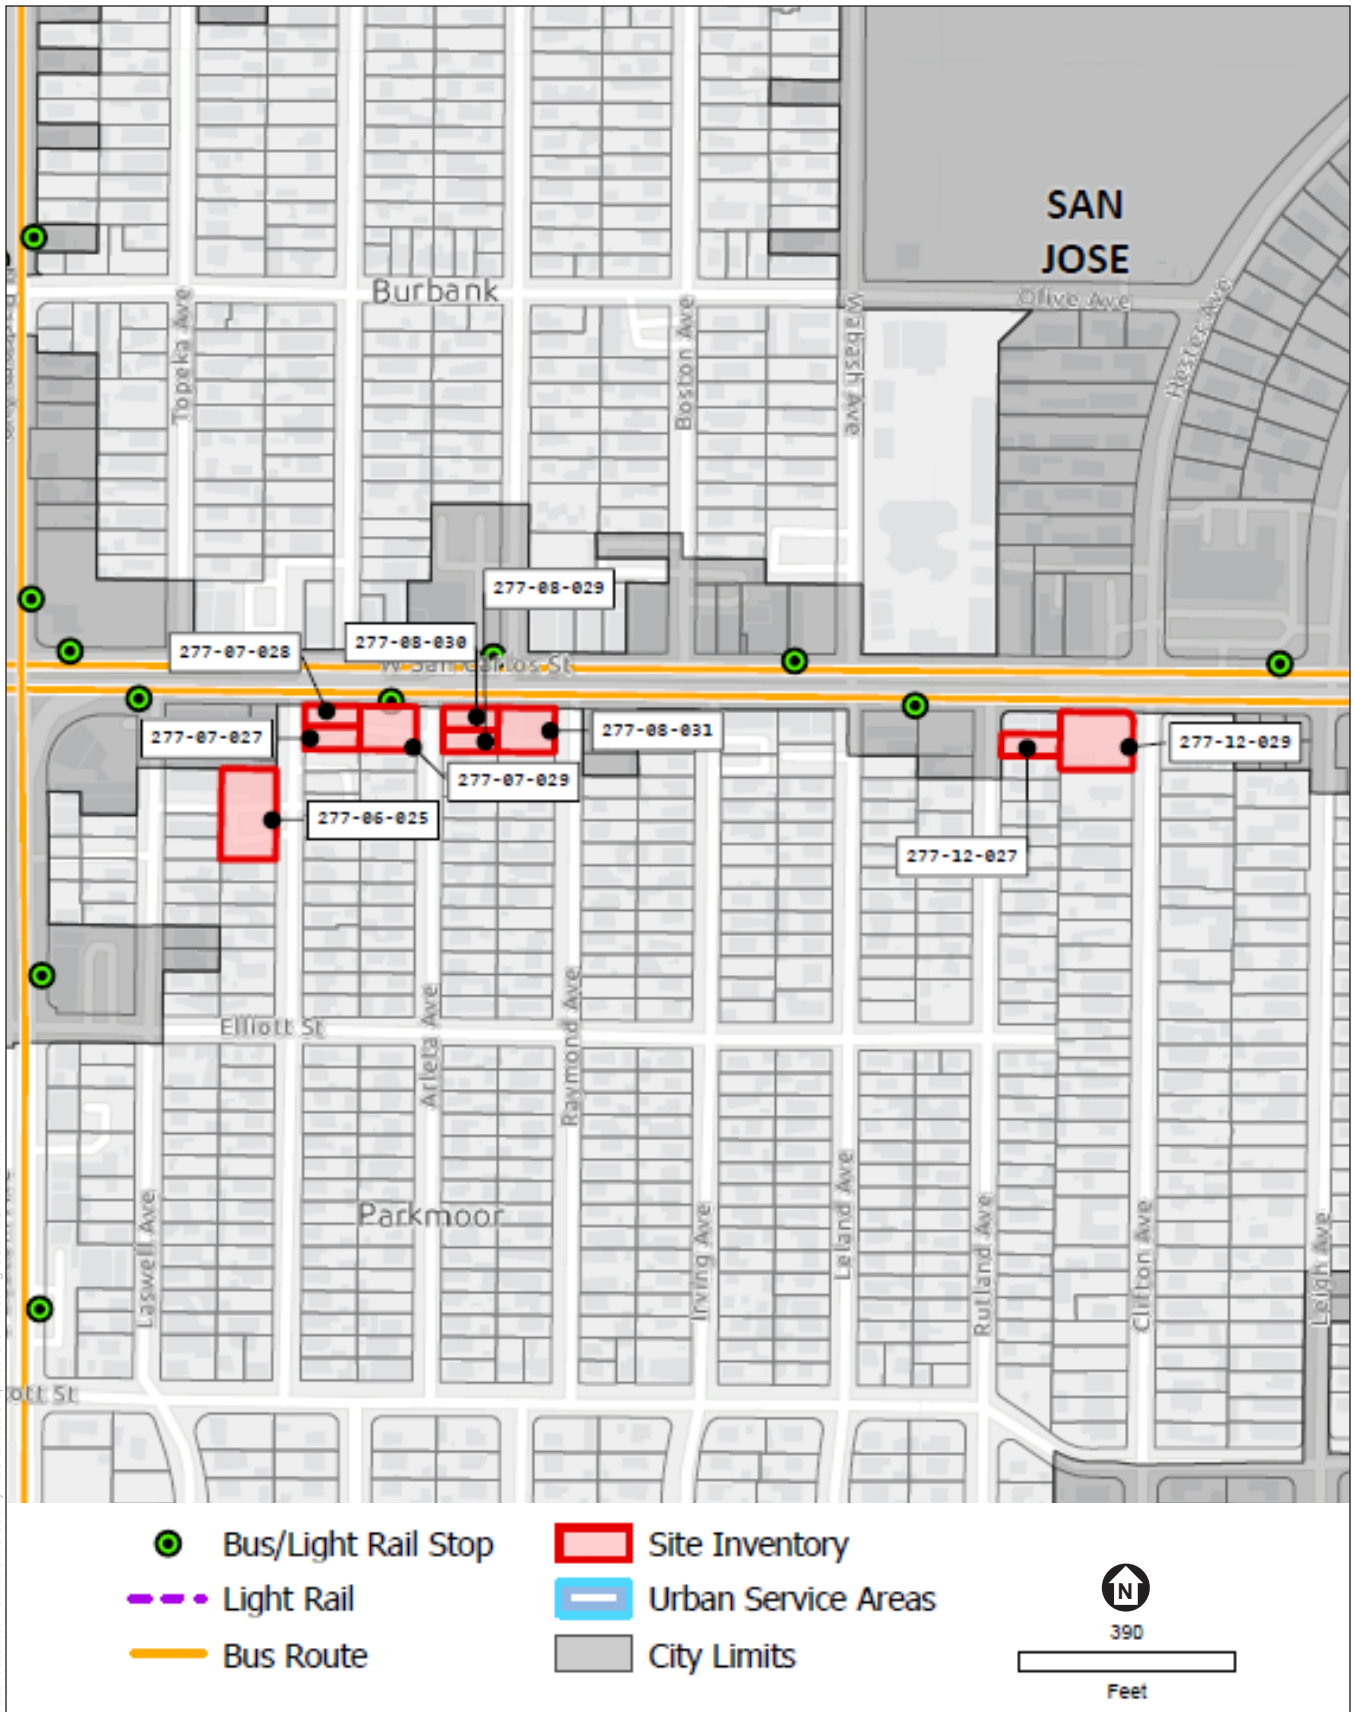 SAN
JOSE
Burbank
Olive Ave
Topeka Ave
Boston Ave
Wabash Ave
Hester Ave
277-08-029
277-08-030
277-07-028
W San Carlos St
277-07-027
277-08-031
277-12-029
277-07-029
277-06-025
277-12-027
Elliott St
Arleta Ave
Raymond Ave
Parkmoor
Laswell Ave
Irving Ave
Leland Ave
Rutland Ave
Clifton Ave
Leigh Ave
ott St
Bus/Light Rail Stop
Site Inventory
Light Rail
Urban Service Areas
Bus Route
City Limits
N
390
Feet